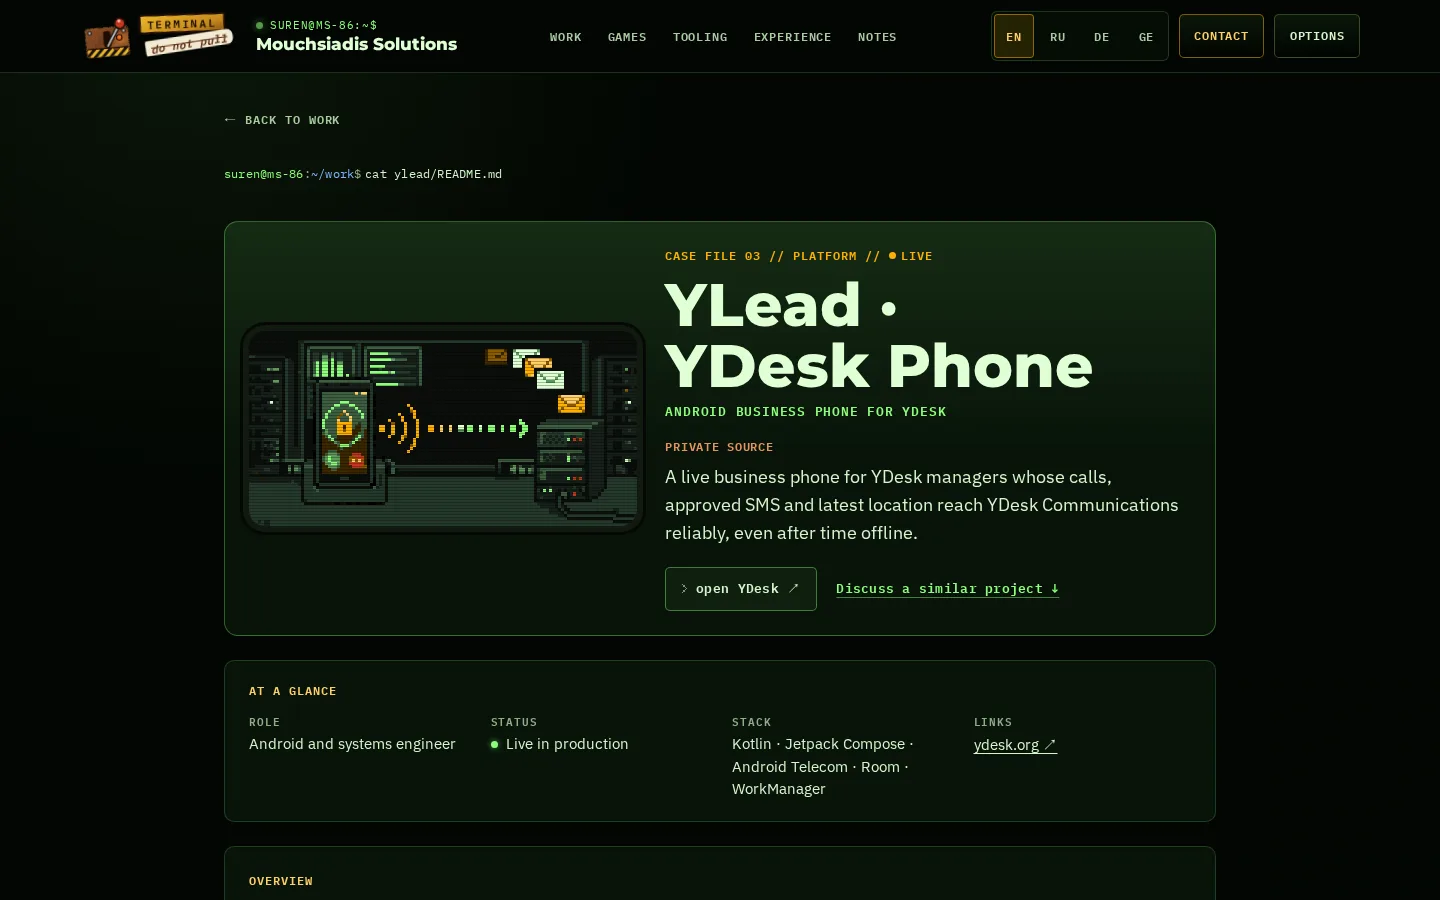 TERMINAL
do not pull
SUREN@MS-86:~$
Mouchsiadis Solutions
WORK
GAMES
TOOLING
EXPERIENCE
NOTES
EN
RU
DE
GE
CONTACT
OPTIONS
← BACK TO WORK
suren@ms-86:~/work$ cat ylead/README.md
CASE FILE 03 // PLATFORM // ● LIVE
YLead ·
YDesk Phone
ANDROID BUSINESS PHONE FOR YDESK
PRIVATE SOURCE
A live business phone for YDesk managers whose calls,
approved SMS and latest location reach YDesk Communications
reliably, even after time offline.
> open YDesk ↗
Discuss a similar project ↓
AT A GLANCE
ROLE
Android and systems engineer
STATUS
Live in production
STACK
Kotlin · Jetpack Compose ·
Android Telecom · Room ·
WorkManager
LINKS
ydesk.org ↗
OVERVIEW